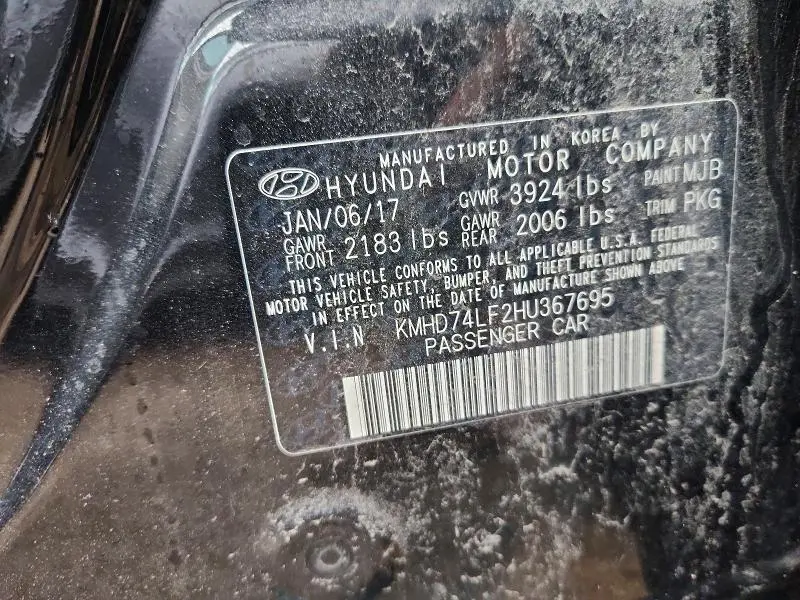 MANUFACTURED IN KOREA BY
HYUNDAI MOTOR COMPANY
JAN/06/17 GVWR 3924 lbs PAINT MJB
GAWR FRONT 2183 lbs GAWR REAR 2006 lbs TRIM PKG
THIS VEHICLE CONFORMS TO ALL APPLICABLE U.S.A. FEDERAL
MOTOR VEHICLE SAFETY, BUMPER, AND THEFT PREVENTION STANDARDS
IN EFFECT ON THE DATE OF MANUFACTURE SHOWN ABOVE
V.I.N KMHD74LF2HU367695
PASSENGER CAR